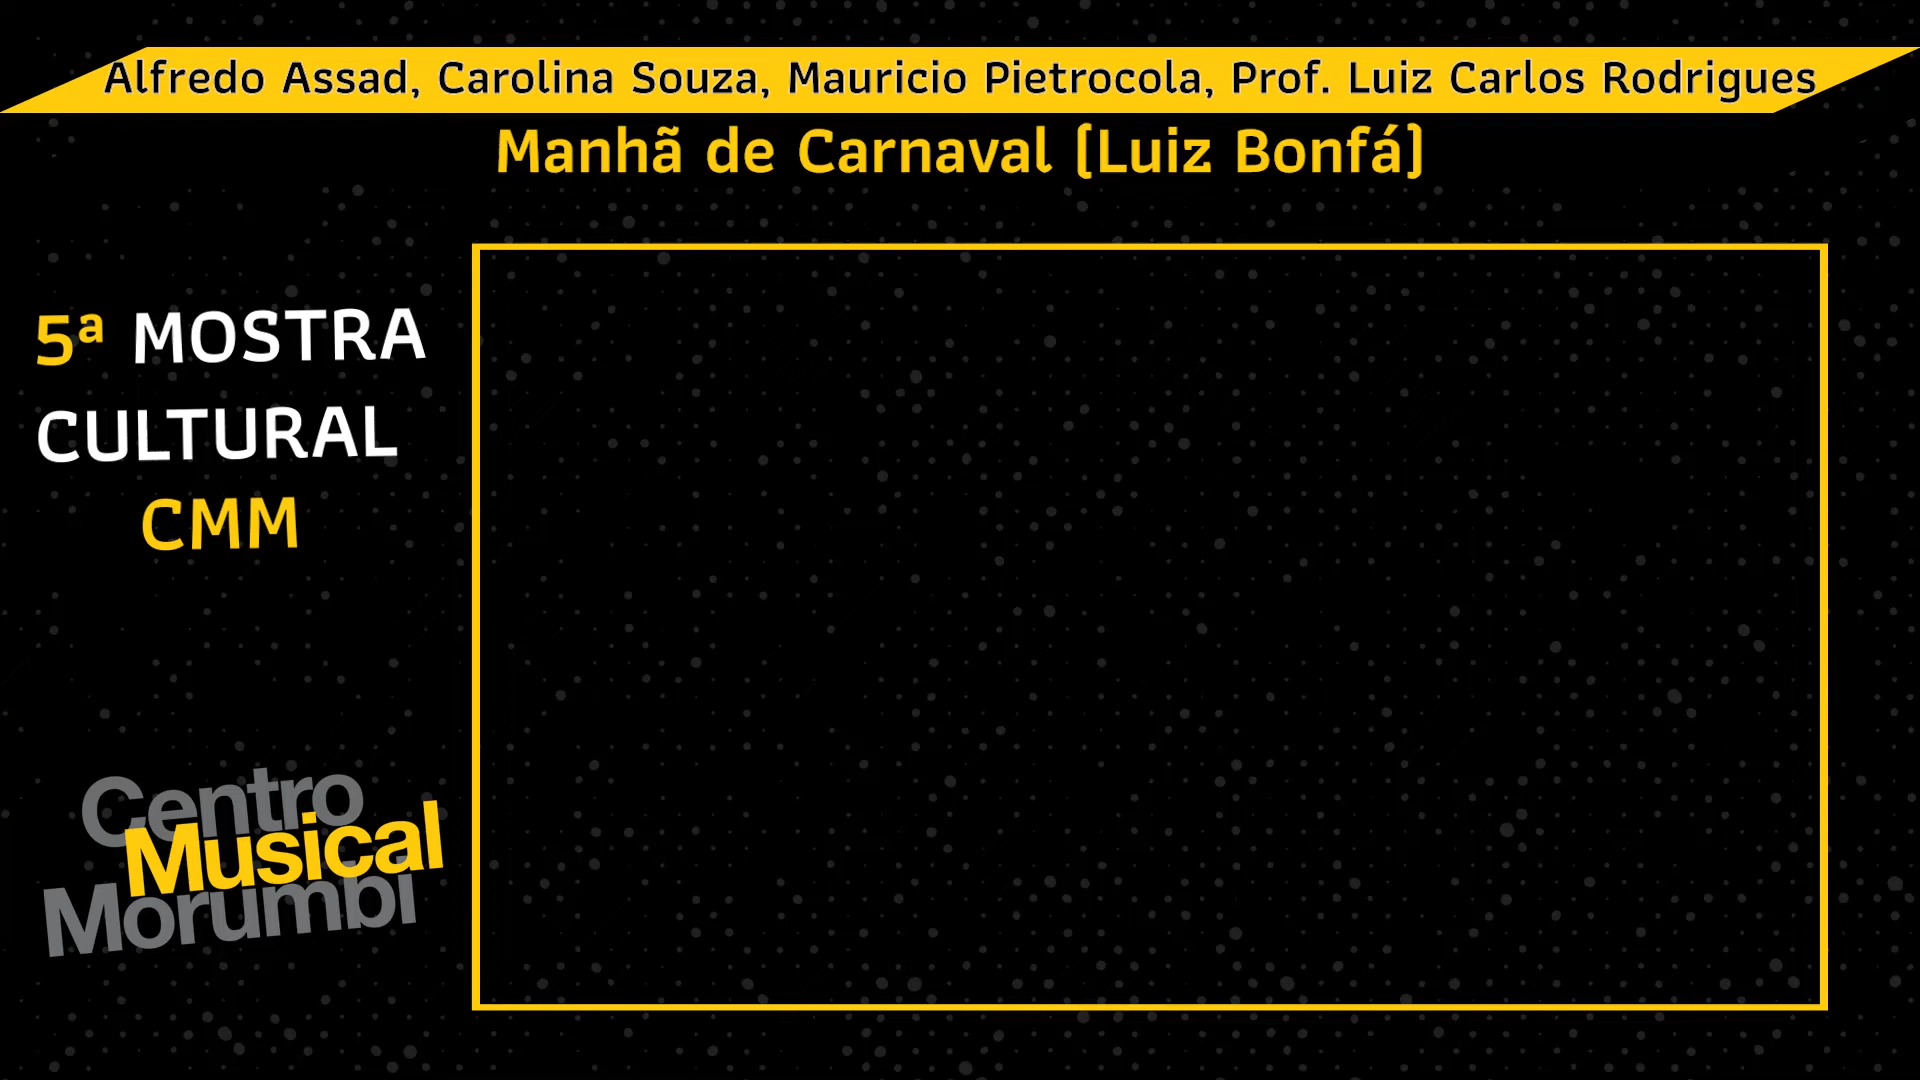 Alfredo Assad, Carolina Souza, Mauricio Pietrocola, Prof. Luiz Carlos Rodrigues
Manhã de Carnaval (Luiz Bonfá)
5ª MOSTRA
CULTURAL
CMM
Centro
Musical
Morumbi